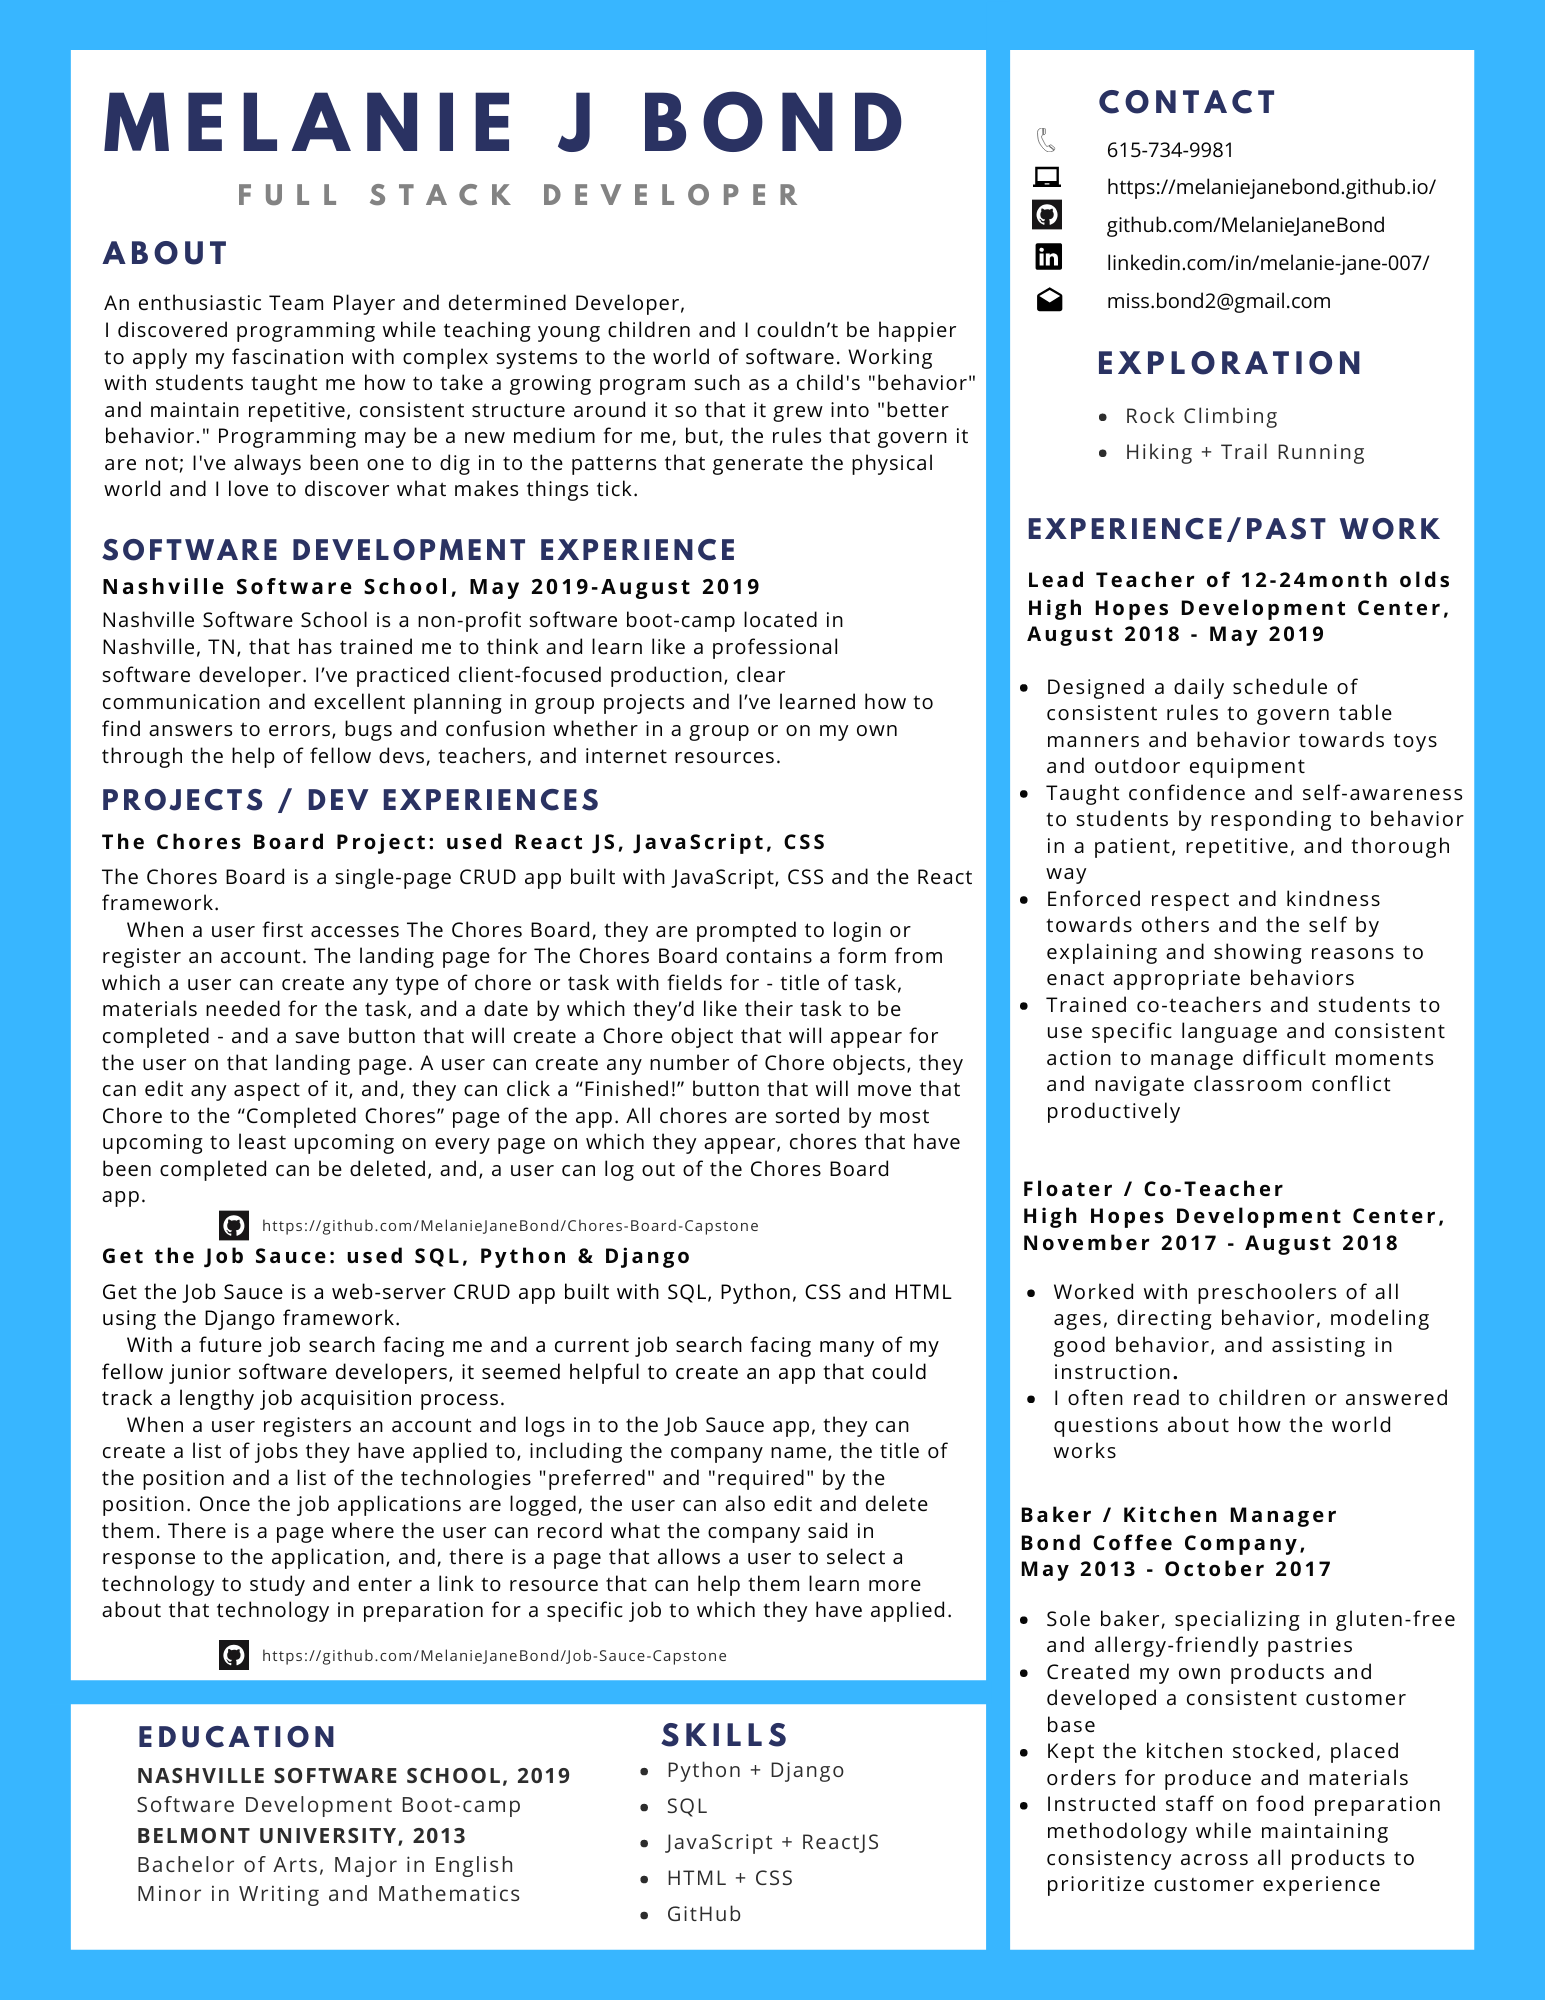 MELANIE J BOND
FULL STACK DEVELOPER
ABOUT
An enthusiastic Team Player and determined Developer,
I discovered programming while teaching young children and I couldn’t be happier
to apply my fascination with complex systems to the world of software. Working
with students taught me how to take a growing program such as a child's "behavior"
and maintain repetitive, consistent structure around it so that it grew into "better
behavior." Programming may be a new medium for me, but, the rules that govern it
are not; I've always been one to dig in to the patterns that generate the physical
world and I love to discover what makes things tick.
SOFTWARE DEVELOPMENT EXPERIENCE
Nashville Software School, May 2019-August 2019
Nashville Software School is a non-profit software boot-camp located in
Nashville, TN, that has trained me to think and learn like a professional
software developer. I’ve practiced client-focused production, clear
communication and excellent planning in group projects and I’ve learned how to
find answers to errors, bugs and confusion whether in a group or on my own
through the help of fellow devs, teachers, and internet resources.
PROJECTS / DEV EXPERIENCES
The Chores Board Project: used React JS, JavaScript, CSS
The Chores Board is a single-page CRUD app built with JavaScript, CSS and the React
framework.
When a user first accesses The Chores Board, they are prompted to login or
register an account. The landing page for The Chores Board contains a form from
which a user can create any type of chore or task with fields for - title of task,
materials needed for the task, and a date by which they’d like their task to be
completed - and a save button that will create a Chore object that will appear for
the user on that landing page. A user can create any number of Chore objects, they
can edit any aspect of it, and, they can click a “Finished!” button that will move that
Chore to the “Completed Chores” page of the app. All chores are sorted by most
upcoming to least upcoming on every page on which they appear, chores that have
been completed can be deleted, and, a user can log out of the Chores Board
app.
https://github.com/MelanieJaneBond/Chores-Board-Capstone
Get the Job Sauce: used SQL, Python & Django
Get the Job Sauce is a web-server CRUD app built with SQL, Python, CSS and HTML
using the Django framework.
With a future job search facing me and a current job search facing many of my
fellow junior software developers, it seemed helpful to create an app that could
track a lengthy job acquisition process.
When a user registers an account and logs in to the Job Sauce app, they can
create a list of jobs they have applied to, including the company name, the title of
the position and a list of the technologies "preferred" and "required" by the
position. Once the job applications are logged, the user can also edit and delete
them. There is a page where the user can record what the company said in
response to the application, and, there is a page that allows a user to select a
technology to study and enter a link to resource that can help them learn more
about that technology in preparation for a specific job to which they have applied.
https://github.com/MelanieJaneBond/Job-Sauce-Capstone
EDUCATION
NASHVILLE SOFTWARE SCHOOL, 2019
Software Development Boot-camp
BELMONT UNIVERSITY, 2013
Bachelor of Arts, Major in English
Minor in Writing and Mathematics
SKILLS
• Python + Django
• SQL
• JavaScript + ReactJS
• HTML + CSS
• GitHub
CONTACT
615-734-9981
https://melaniejanebond.github.io/
github.com/MelanieJaneBond
linkedin.com/in/melanie-jane-007/
miss.bond2@gmail.com
EXPLORATION
• Rock Climbing
• Hiking + Trail Running
EXPERIENCE/PAST WORK
Lead Teacher of 12-24month olds
High Hopes Development Center,
August 2018 - May 2019
• Designed a daily schedule of
consistent rules to govern table
manners and behavior towards toys
and outdoor equipment
• Taught confidence and self-awareness
to students by responding to behavior
in a patient, repetitive, and thorough
way
• Enforced respect and kindness
towards others and the self by
explaining and showing reasons to
enact appropriate behaviors
• Trained co-teachers and students to
use specific language and consistent
action to manage difficult moments
and navigate classroom conflict
productively
Floater / Co-Teacher
High Hopes Development Center,
November 2017 - August 2018
• Worked with preschoolers of all
ages, directing behavior, modeling
good behavior, and assisting in
instruction.
• I often read to children or answered
questions about how the world
works
Baker / Kitchen Manager
Bond Coffee Company,
May 2013 - October 2017
• Sole baker, specializing in gluten-free
and allergy-friendly pastries
• Created my own products and
developed a consistent customer
base
• Kept the kitchen stocked, placed
orders for produce and materials
• Instructed staff on food preparation
methodology while maintaining
consistency across all products to
prioritize customer experience